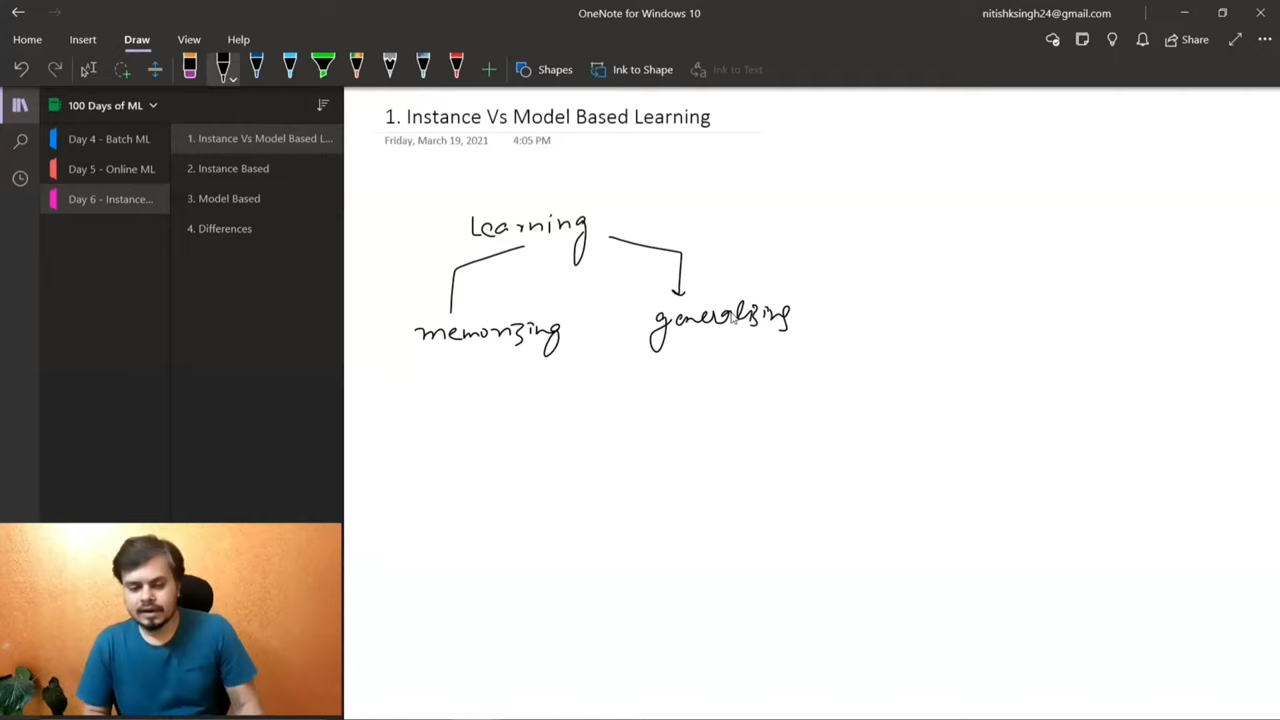 OneNote for Windows 10
nitishksingh24@gmail.com
Home Insert Draw View Help
Share
Shapes Ink to Shape Ink to Text
100 Days of ML
Day 4 - Batch ML
Day 5 - Online ML
Day 6 - Instance...
1. Instance Vs Model Based L...
2. Instance Based
3. Model Based
4. Differences
1. Instance Vs Model Based Learning
Friday, March 19, 2021 4:05 PM
Learning
memorizing generalizing